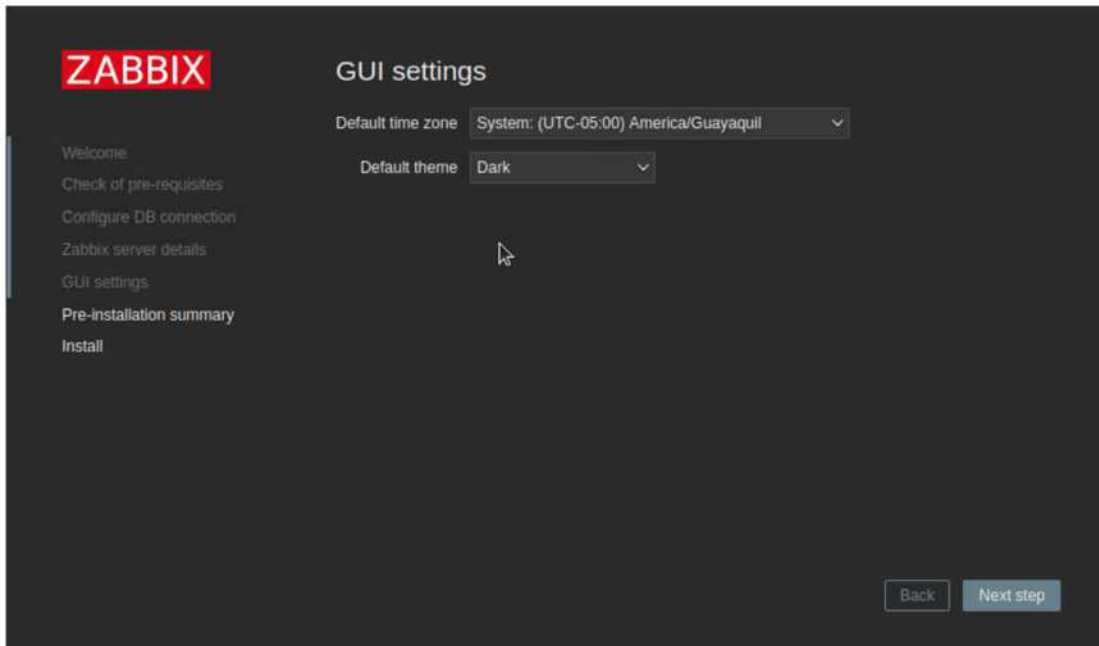 ZABBIX
GUI settings
Default time zone System: (UTC-05:00) America/Guayaquil
Default theme Dark
Welcome
Check of pre-requisites
Configure DB connection
Zabbix server details
GUI settings
Pre-installation summary
Install
Back Next step